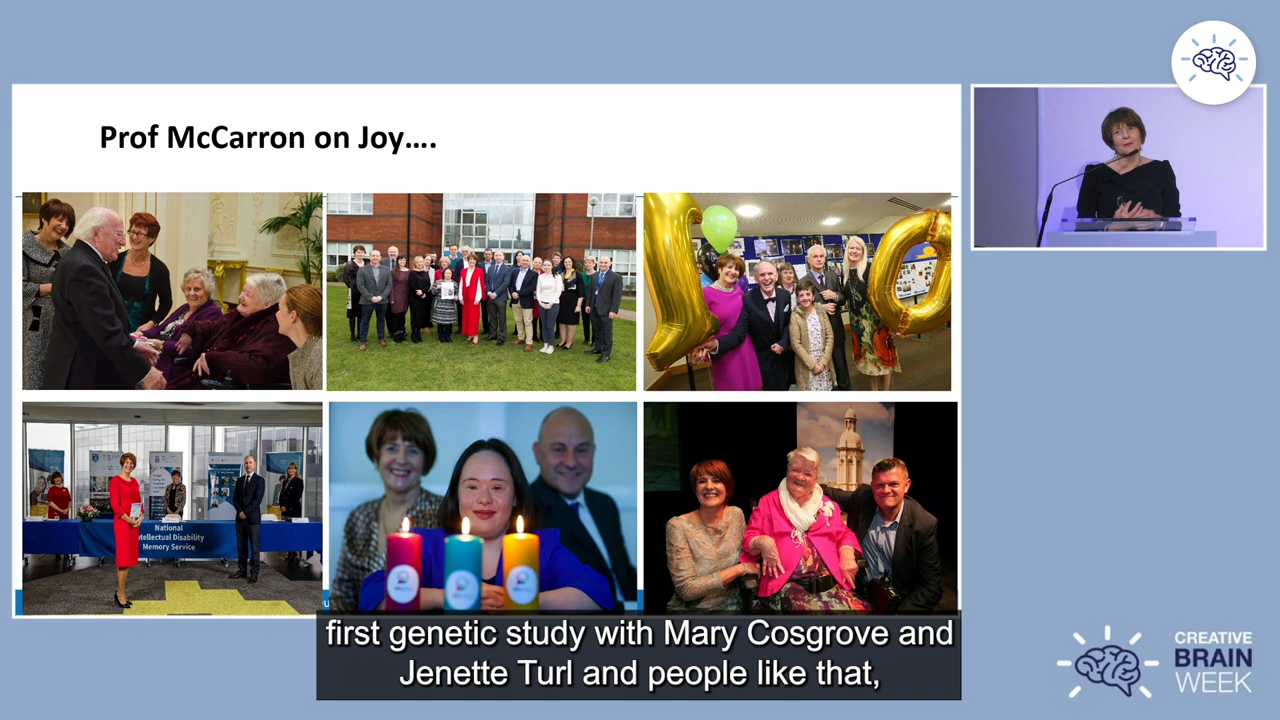 Prof McCarron on Joy….
10
National
Intellectual Disability
Memory Service
first genetic study with Mary Cosgrove and
Jenette Turl and people like that,
CREATIVE
BRAIN
WEEK